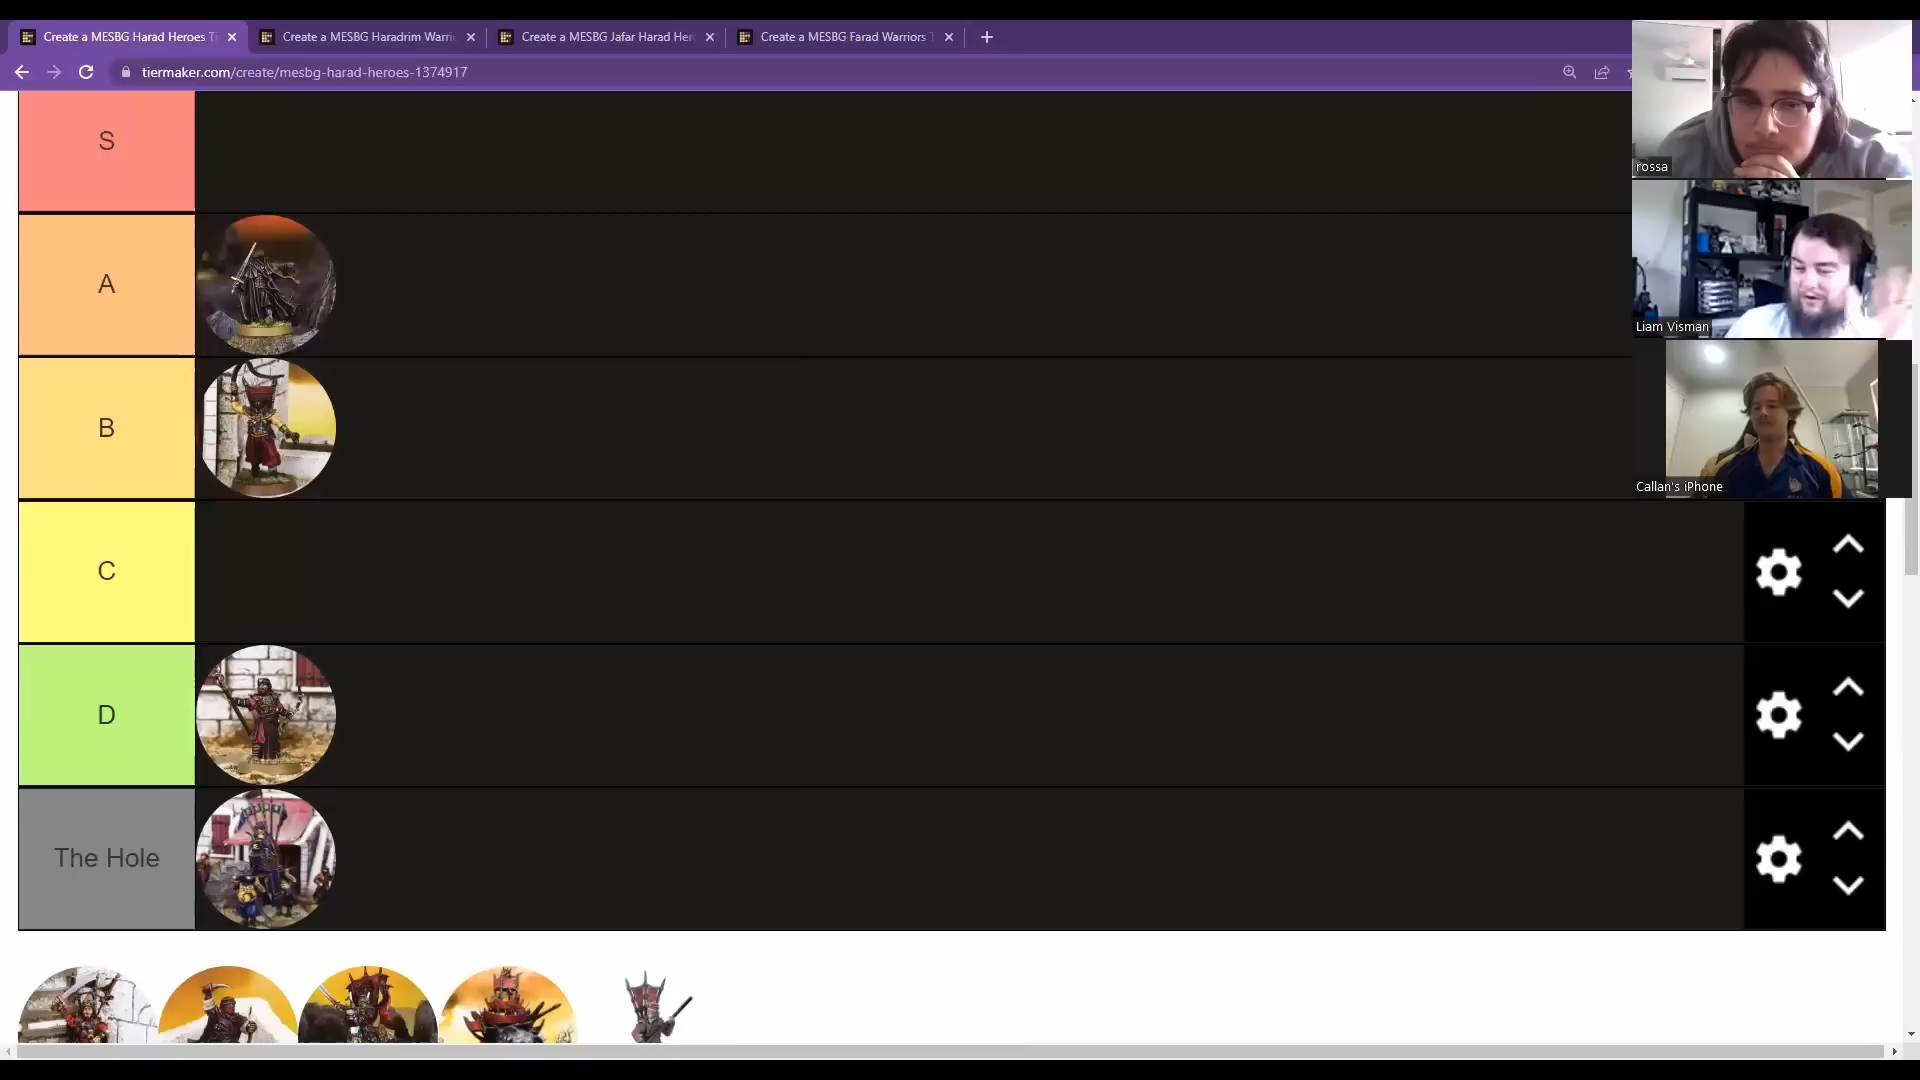 Create a MESBG Harad Heroes T
Create a MESBG Haradrim Warri
Create a MESBG Jafar Harad Her
Create a MESBG Farad Warriors T
tiermaker.com/create/mesbg-harad-heroes-1374917
S
rossa
A
Liam Visman
B
Callan's iPhone
C
D
The Hole